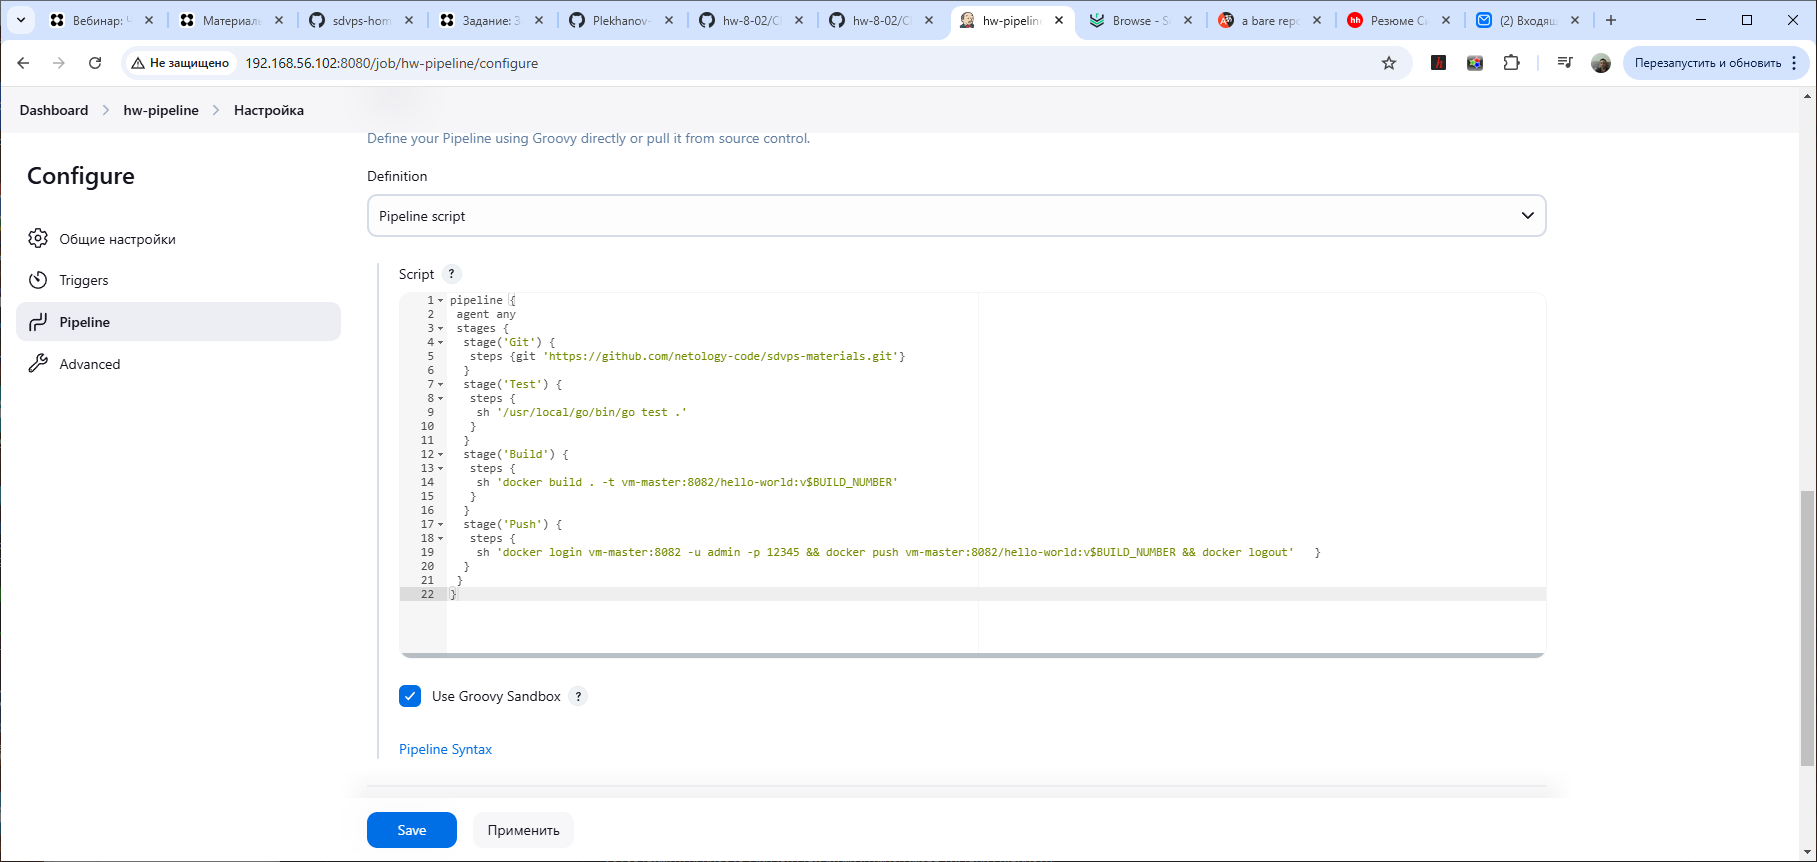 Вебинар: Ч
Материаль
sdvps-hom
Задание: З
Plekhanov-
hw-8-02/CI
hw-8-02/CI
hw-pipeline
Browse - S
a bare repo
hh Резюме Си
(2) Входящ
Не защищено 192.168.56.102:8080/job/hw-pipeline/configure
Перезапустить и обновить
Dashboard > hw-pipeline > Настройка
Define your Pipeline using Groovy directly or pull it from source control.
Configure
Общие настройки
Triggers
Pipeline
Advanced
Definition
Pipeline script
Script ?
1 pipeline {
2 agent any
3 stages {
4 stage('Git') {
5 steps {git 'https://github.com/netology-code/sdvps-materials.git'}
6 }
7 stage('Test') {
8 steps {
9 sh '/usr/local/go/bin/go test .'
10 }
11 }
12 stage('Build') {
13 steps {
14 sh 'docker build . -t vm-master:8082/hello-world:v$BUILD_NUMBER'
15 }
16 }
17 stage('Push') {
18 steps {
19 sh 'docker login vm-master:8082 -u admin -p 12345 && docker push vm-master:8082/hello-world:v$BUILD_NUMBER && docker logout' }
20 }
21 }
22 }
Use Groovy Sandbox ?
Pipeline Syntax
Save
Применить